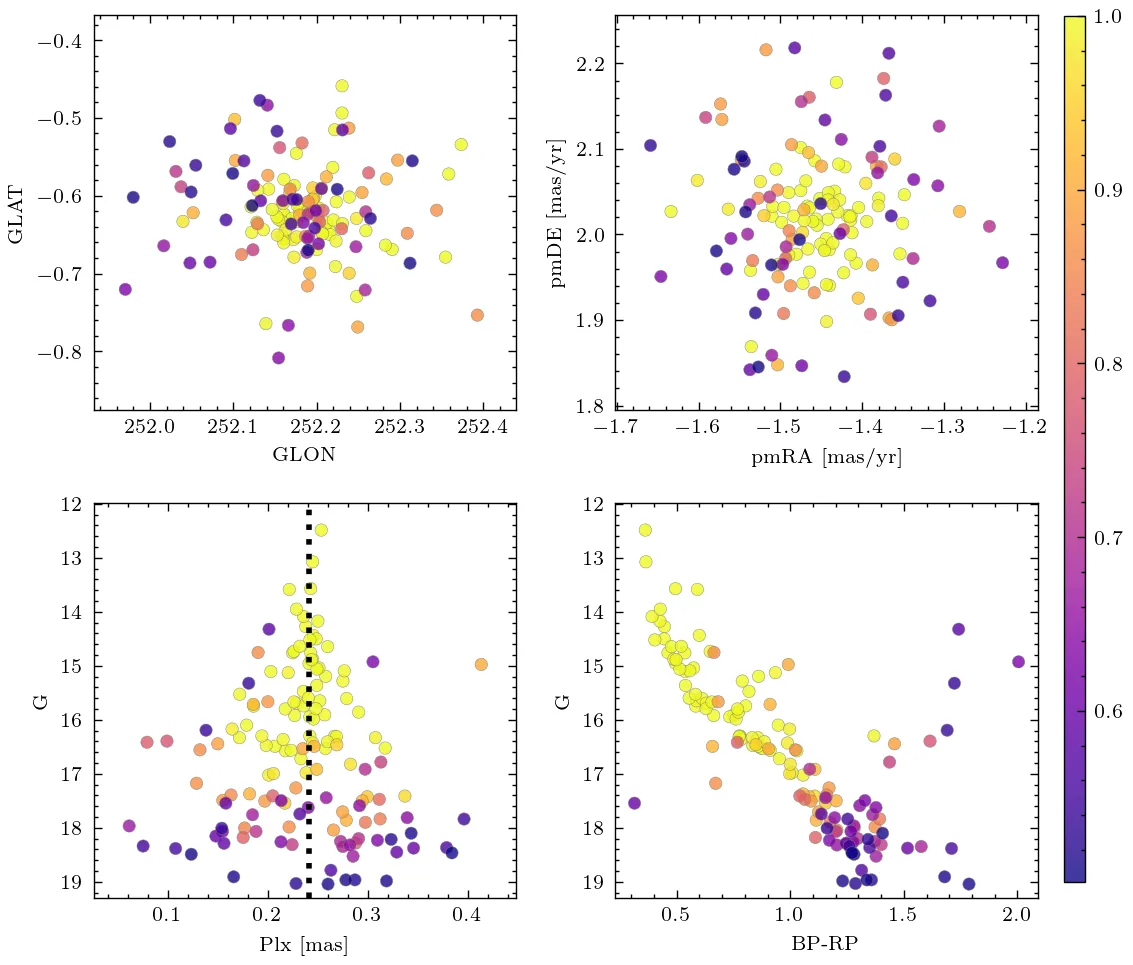 −0.4
−0.5
−0.6
−0.7
−0.8
GLAT
252.0 252.1 252.2 252.3 252.4
GLON
2.2
2.1
2.0
1.9
1.8
pmDE [mas/yr]
−1.7 −1.6 −1.5 −1.4 −1.3 −1.2
pmRA [mas/yr]
1.0
0.9
0.8
0.7
0.6
12
13
14
15
16
17
18
19
G
0.1 0.2 0.3 0.4
Plx [mas]
12
13
14
15
16
17
18
19
G
0.5 1.0 1.5 2.0
BP-RP